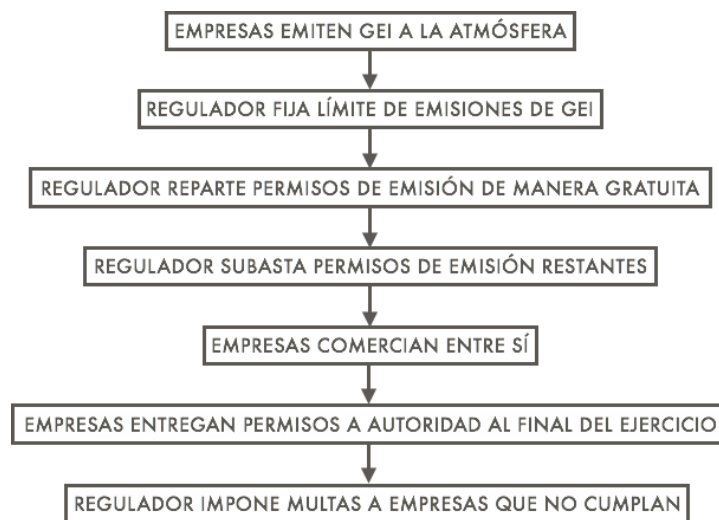 EMPRESAS EMITEN GEI A LA ATMÓSFERA
REGULADOR FIJA LÍMITE DE EMISIONES DE GEI
REGULADOR REPARTE PERMISOS DE EMISIÓN DE MANERA GRATUITA
REGULADOR SUBASTA PERMISOS DE EMISIÓN RESTANTES
EMPRESAS COMERCIAN ENTRE SÍ
EMPRESAS ENTREGAN PERMISOS A AUTORIDAD AL FINAL DEL EJERCICIO
REGULADOR IMPONE MULTAS A EMPRESAS QUE NO CUMPLAN